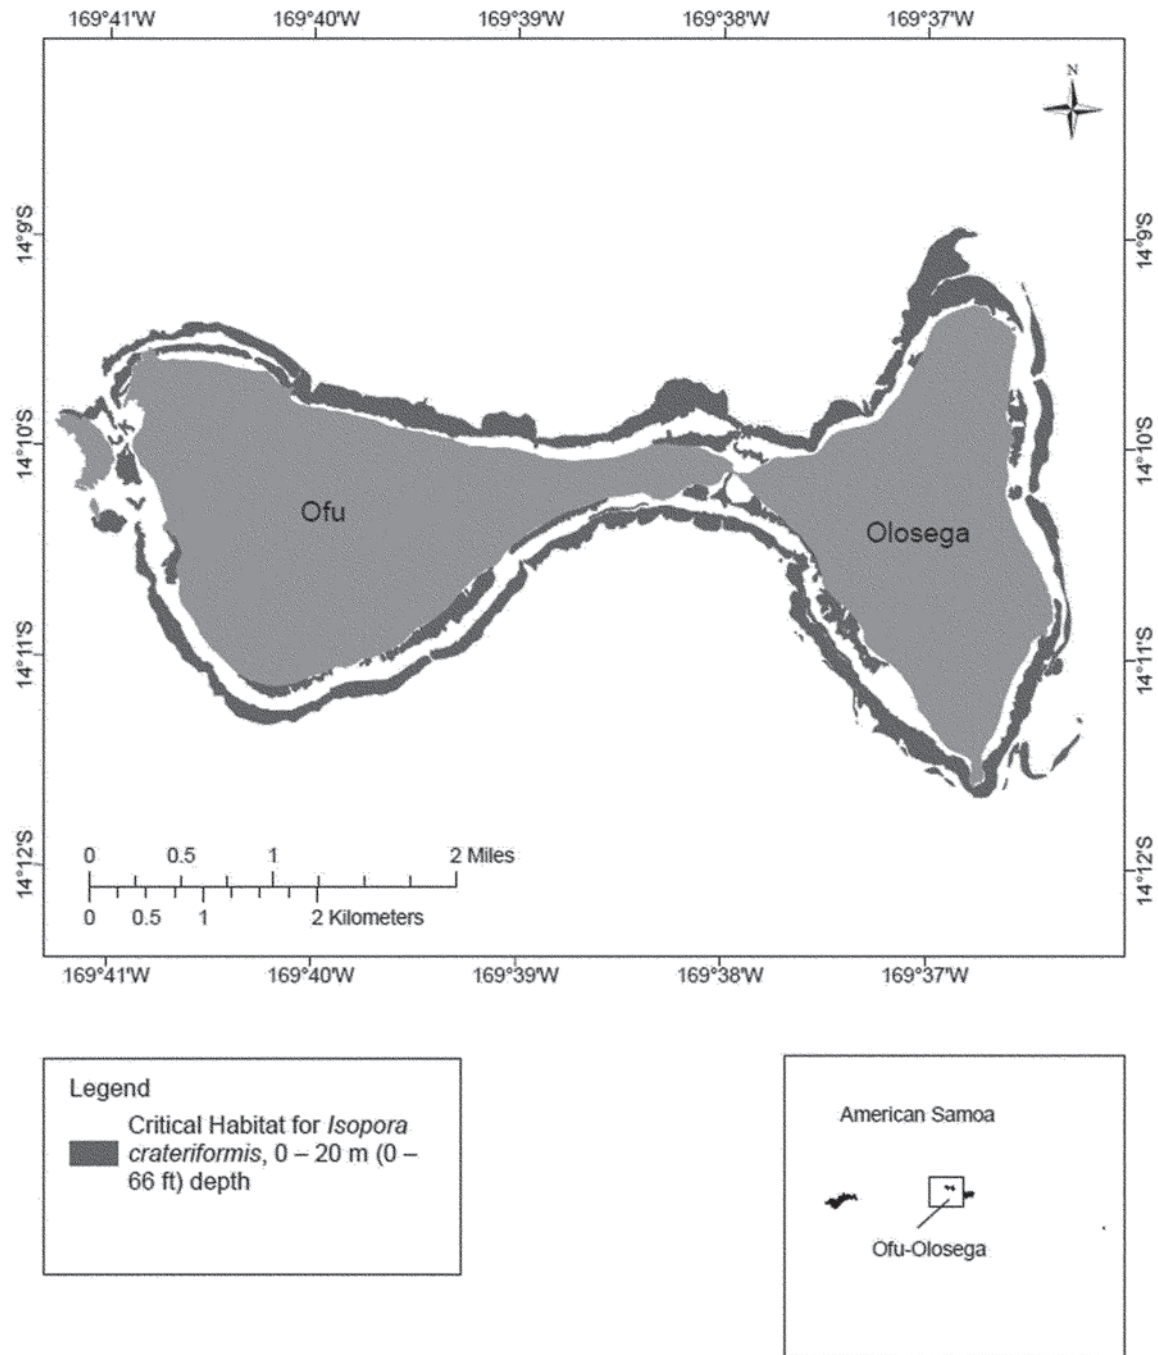 169°41'W 169°40'W 169°39'W 169°38'W 169°37'W
N
14°9'S 14°9'S
14°10'S 14°10'S
Ofu
Olosega
14°11'S 14°11'S
14°12'S 14°12'S
0 0.5 1 2 Miles
0 0.5 1 2 Kilometers
169°41'W 169°40'W 169°39'W 169°38'W 169°37'W
Legend
Critical Habitat for Isopora
crateriformis, 0 – 20 m (0 –
66 ft) depth
American Samoa
Ofu-Olosega